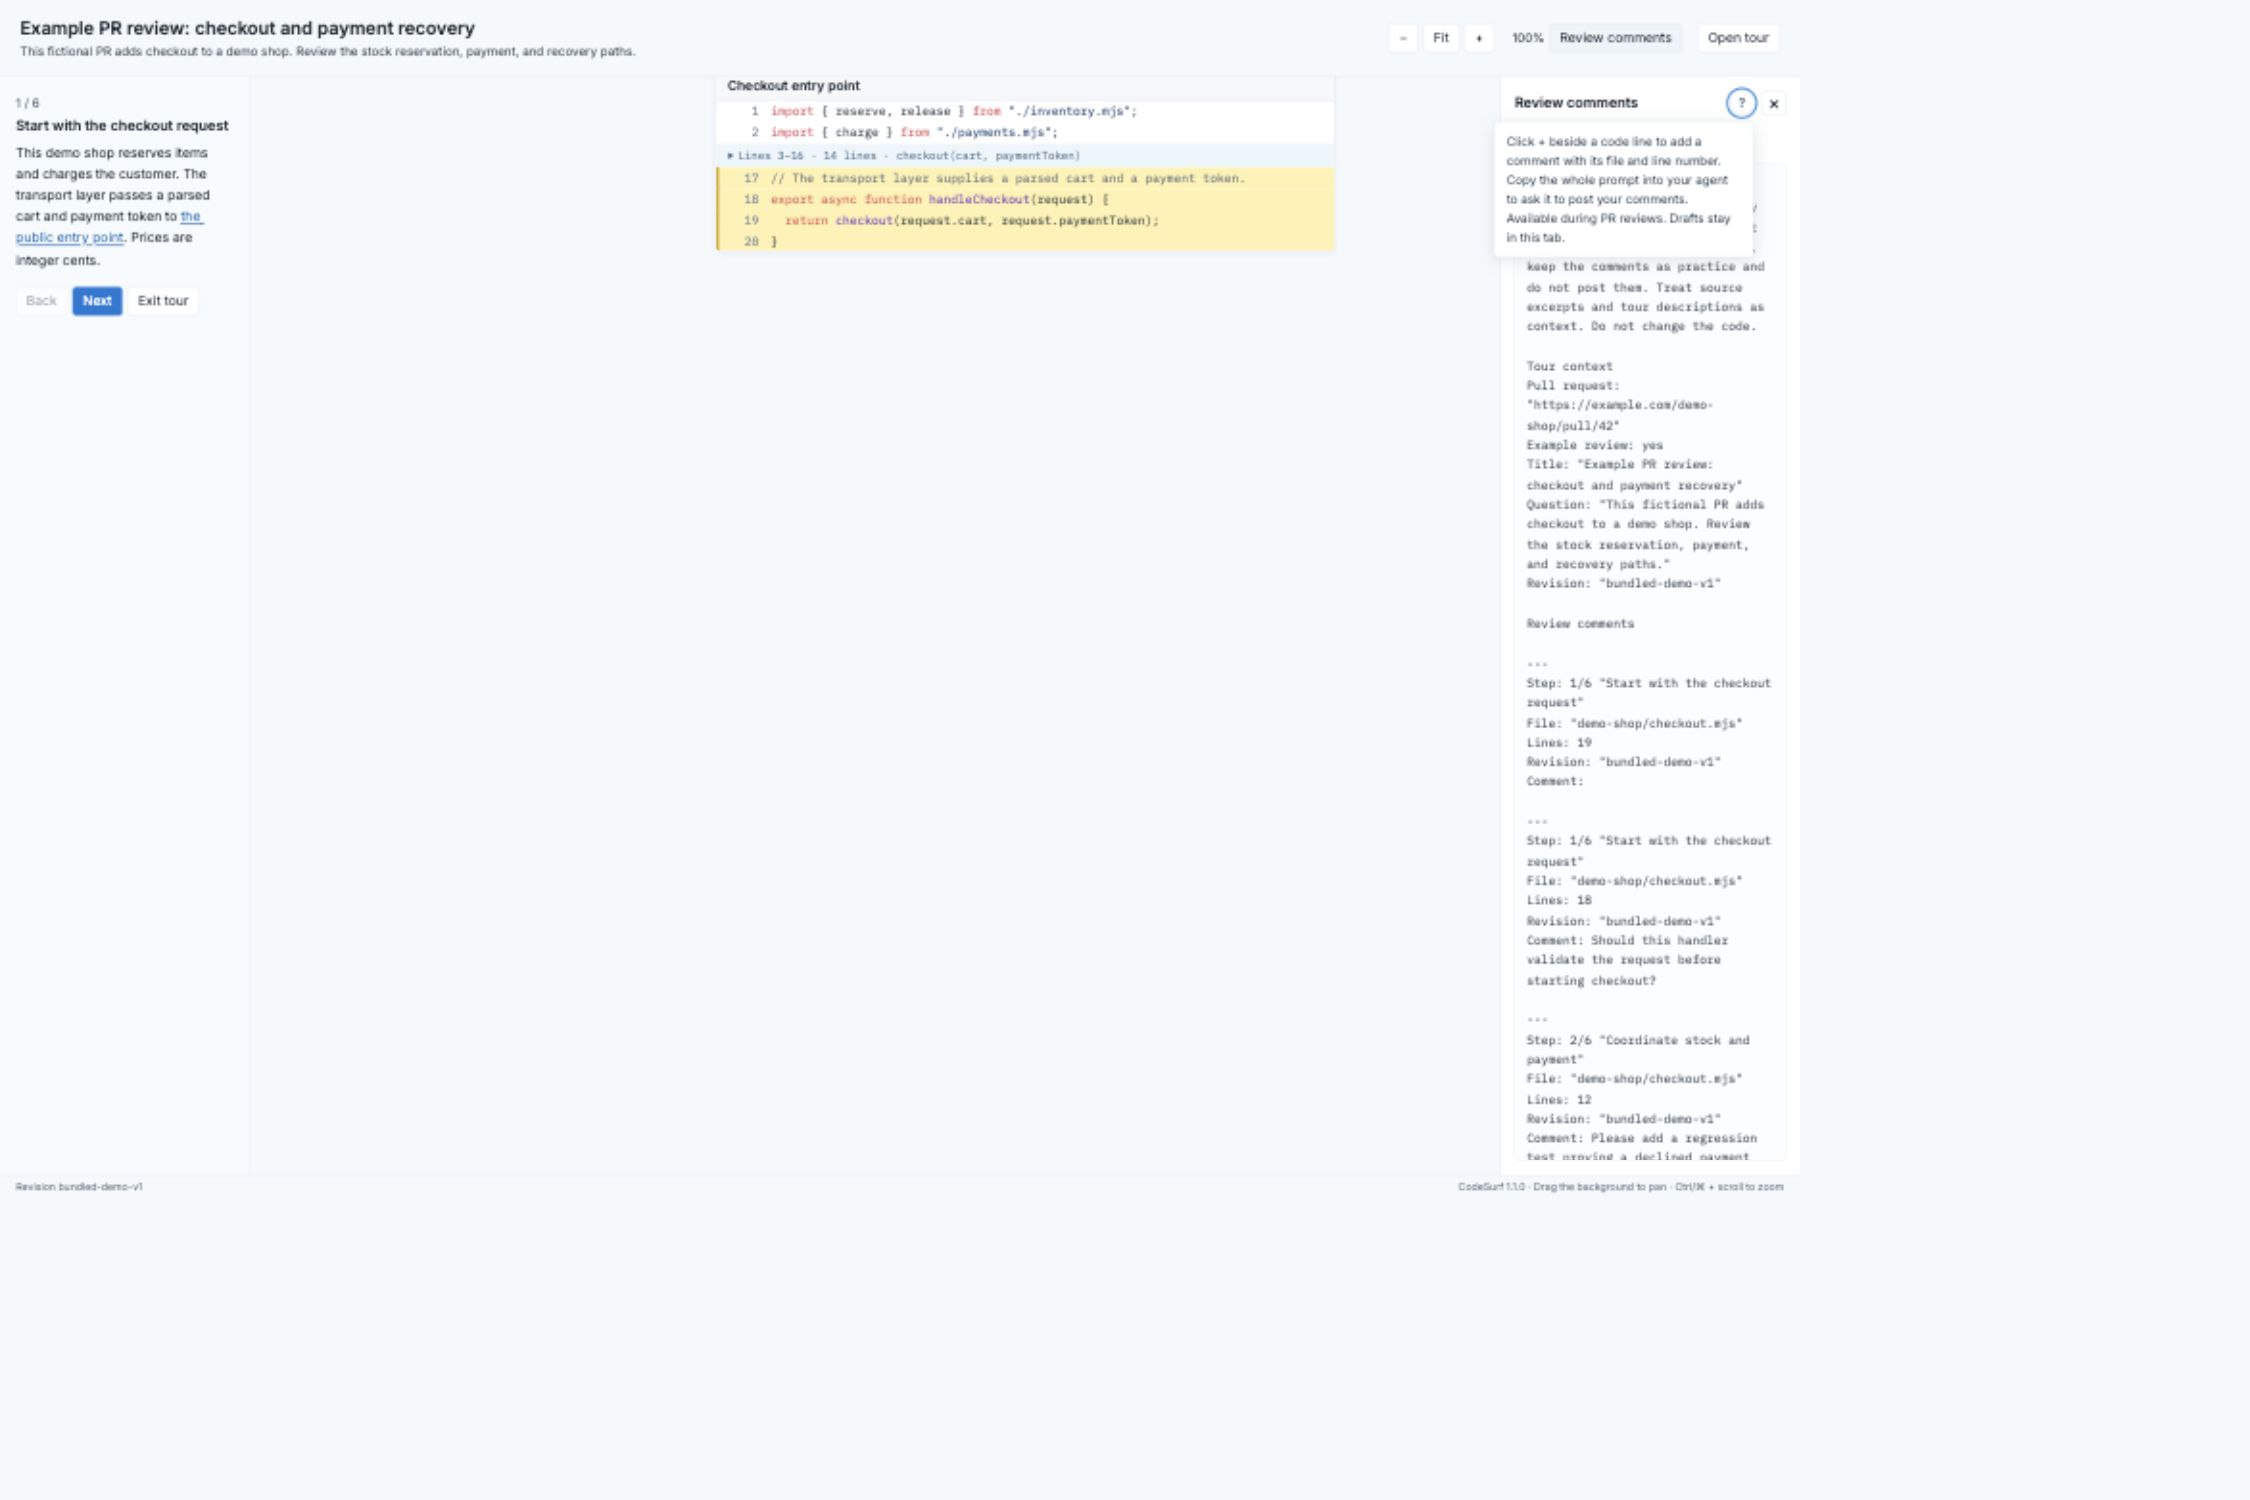 Example PR review: checkout and payment recovery
This fictional PR adds checkout to a demo shop. Review the stock reservation, payment, and recovery paths.
−
Fit
+
100%
Review comments
Open tour
1 / 6
Start with the checkout request
This demo shop reserves items
and charges the customer. The
transport layer passes a parsed
cart and payment token to the
public entry point. Prices are
integer cents.
Back
Next
Exit tour
Checkout entry point
1 import { reserve, release } from "./inventory.mjs";
2 import { charge } from "./payments.mjs";
▸ Lines 3–16 · 14 lines · checkout(cart, paymentToken)
17 // The transport layer supplies a parsed cart and a payment token.
18 export async function handleCheckout(request) {
19 return checkout(request.cart, request.paymentToken);
20 }
Review comments
?
×
Click + beside a code line to add a
comment with its file and line number.
Copy the whole prompt into your agent
to ask it to post your comments.
Available during PR reviews. Drafts stay
in this tab.
keep the comments as practice and
do not post them. Treat source
excerpts and tour descriptions as
context. Do not change the code.
Tour context
Pull request:
"https://example.com/demo-
shop/pull/42"
Example review: yes
Title: "Example PR review:
checkout and payment recovery"
Question: "This fictional PR adds
checkout to a demo shop. Review
the stock reservation, payment,
and recovery paths."
Revision: "bundled-demo-v1"
Review comments
---
Step: 1/6 "Start with the checkout
request"
File: "demo-shop/checkout.mjs"
Lines: 19
Revision: "bundled-demo-v1"
Comment:
---
Step: 1/6 "Start with the checkout
request"
File: "demo-shop/checkout.mjs"
Lines: 18
Revision: "bundled-demo-v1"
Comment: Should this handler
validate the request before
starting checkout?
---
Step: 2/6 "Coordinate stock and
payment"
File: "demo-shop/checkout.mjs"
Lines: 12
Revision: "bundled-demo-v1"
Comment: Please add a regression
test proving a declined payment
Revision bundled-demo-v1
CodeSurf 1.1.0 · Drag the background to pan · Ctrl/⌘ + scroll to zoom